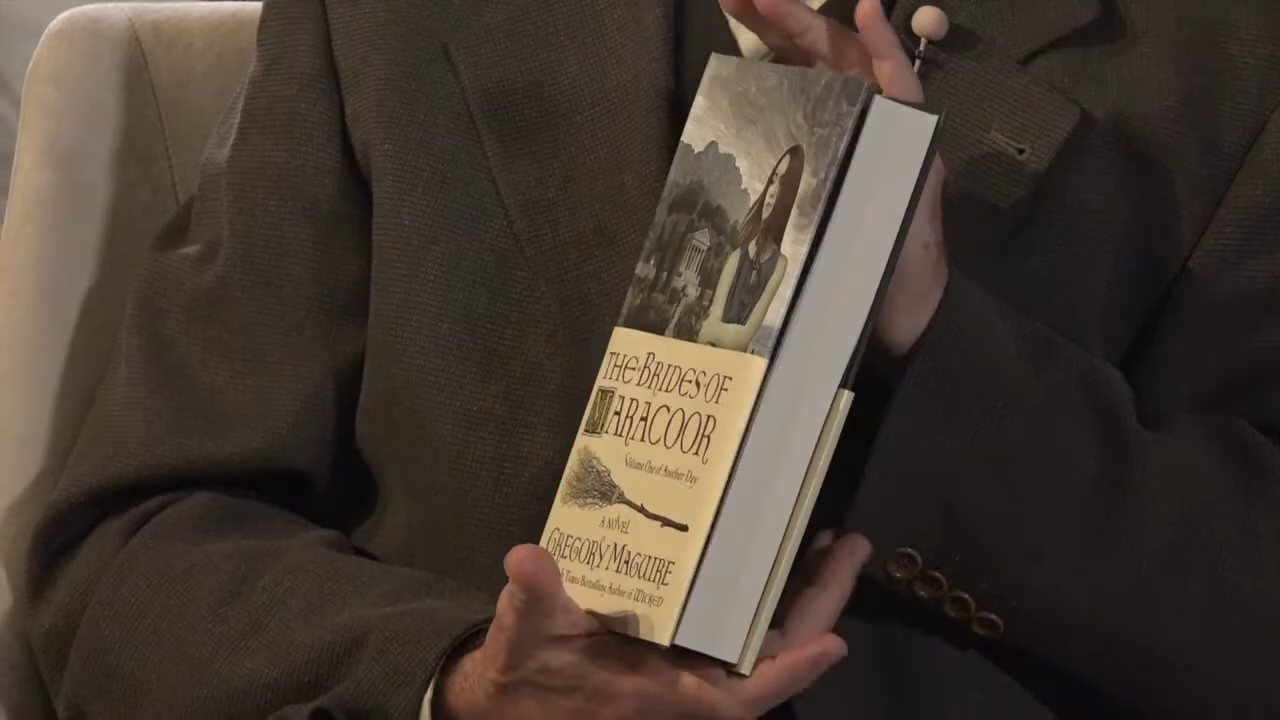 THE BRIDES OF
MARACOOR
Volume One of Another Day
A NOVEL
GREGORY MAGUIRE
Times Bestselling Author of WICKED